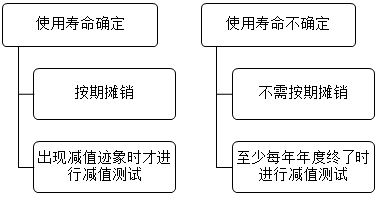 使用寿命确定
按期摊销
出现减值迹象时才进
行减值测试
使用寿命不确定
不需按期摊销
至少每年年度终了时
进行减值测试